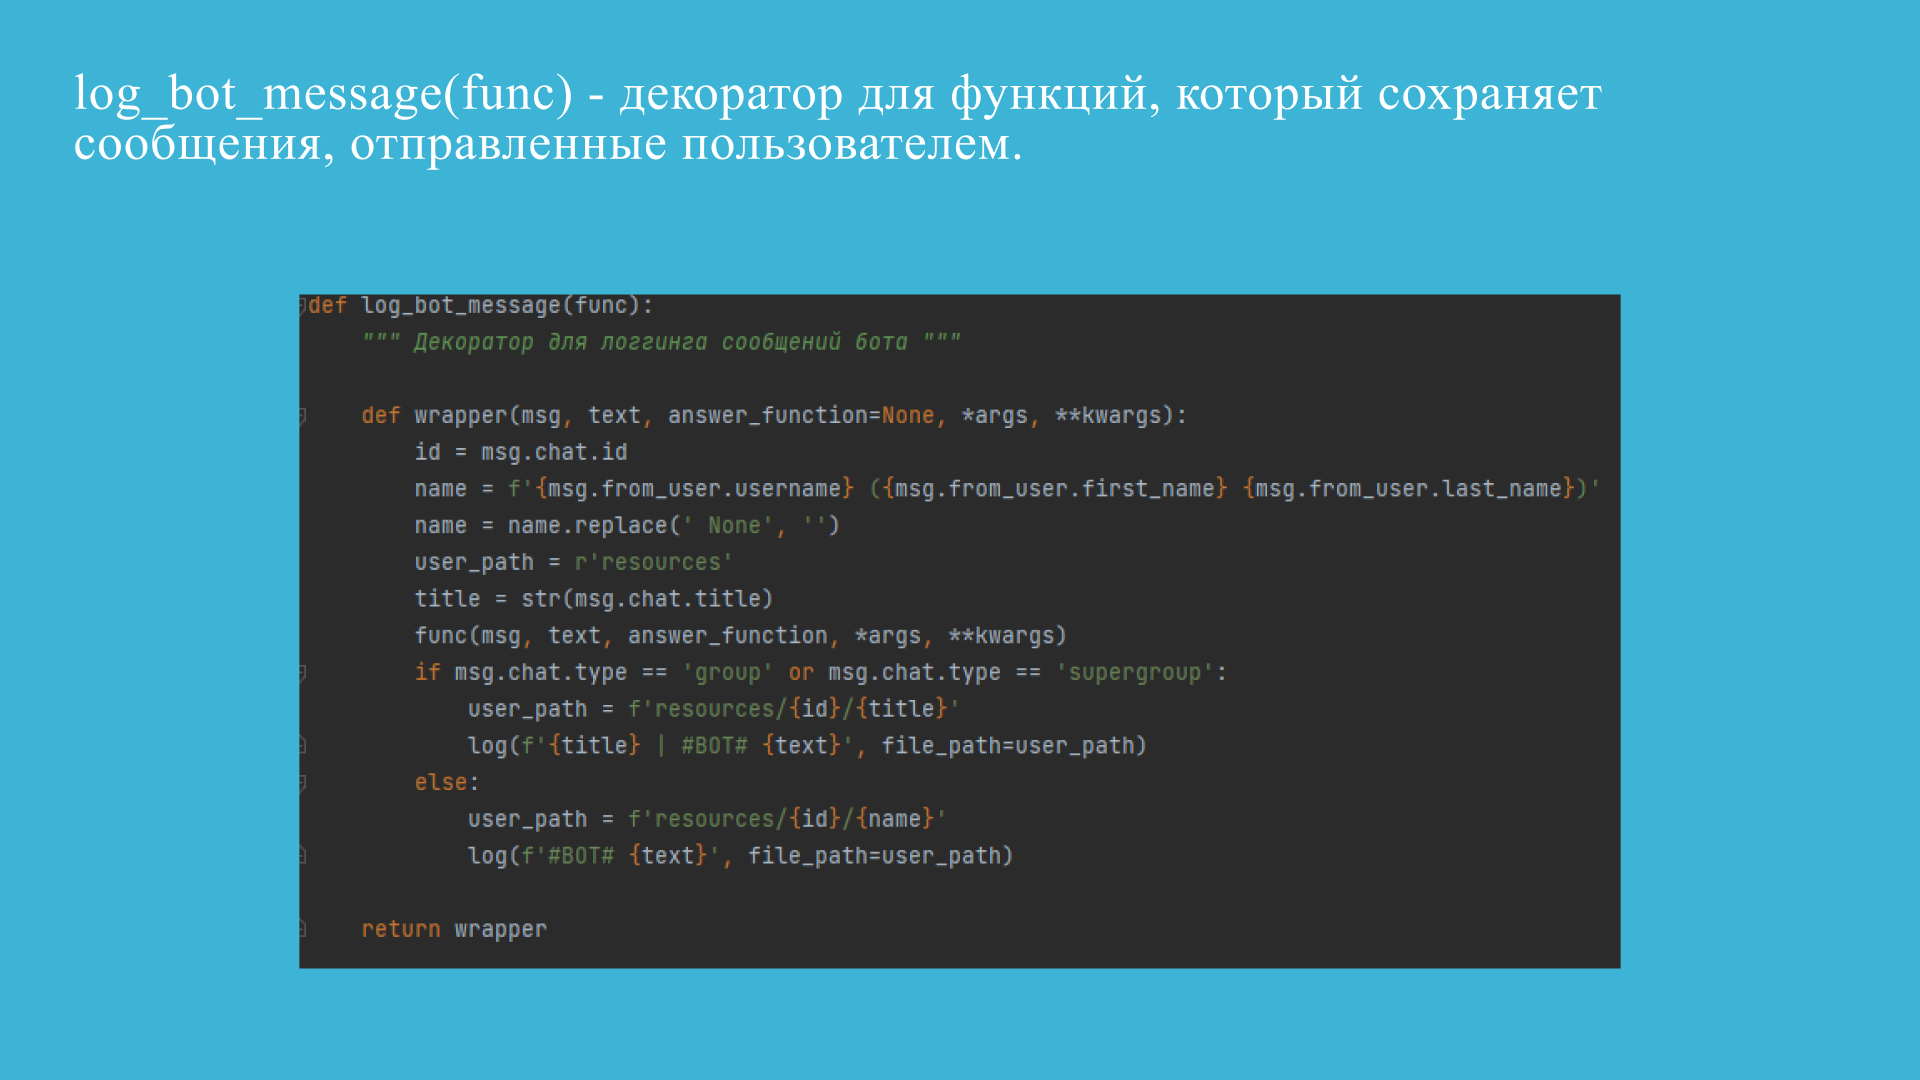 log_bot_message(func) - декоратор для функций, который сохраняет
сообщения, отправленные пользователем.
def log_bot_message(func):
    """ Декоратор для логгинга сообщений бота """
    def wrapper(msg, text, answer_function=None, *args, **kwargs):
        id = msg.chat.id
        name = f'{msg.from_user.username} ({msg.from_user.first_name} {msg.from_user.last_name})'
        name = name.replace(' None', '')
        user_path = r'resources'
        title = str(msg.chat.title)
        func(msg, text, answer_function, *args, **kwargs)
        if msg.chat.type == 'group' or msg.chat.type == 'supergroup':
            user_path = f'resources/{id}/{title}'
            log(f'{title} | #BOT# {text}', file_path=user_path)
        else:
            user_path = f'resources/{id}/{name}'
            log(f'#BOT# {text}', file_path=user_path)
    return wrapper